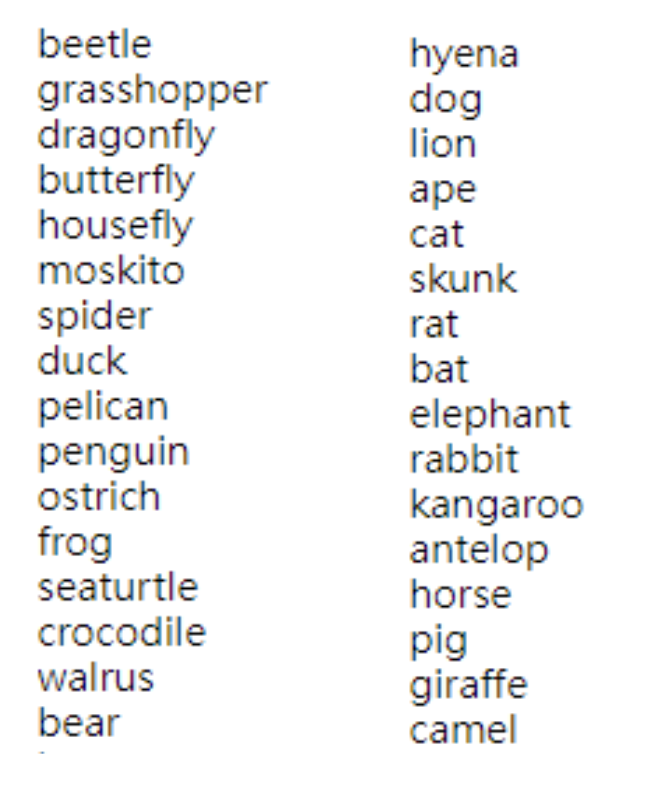 beetle
grasshopper
dragonfly
butterfly
housefly
moskito
spider
duck
pelican
penguin
ostrich
frog
seaturtle
crocodile
walrus
bear
hyena
dog
lion
ape
cat
skunk
rat
bat
elephant
rabbit
kangaroo
antelop
horse
pig
giraffe
camel